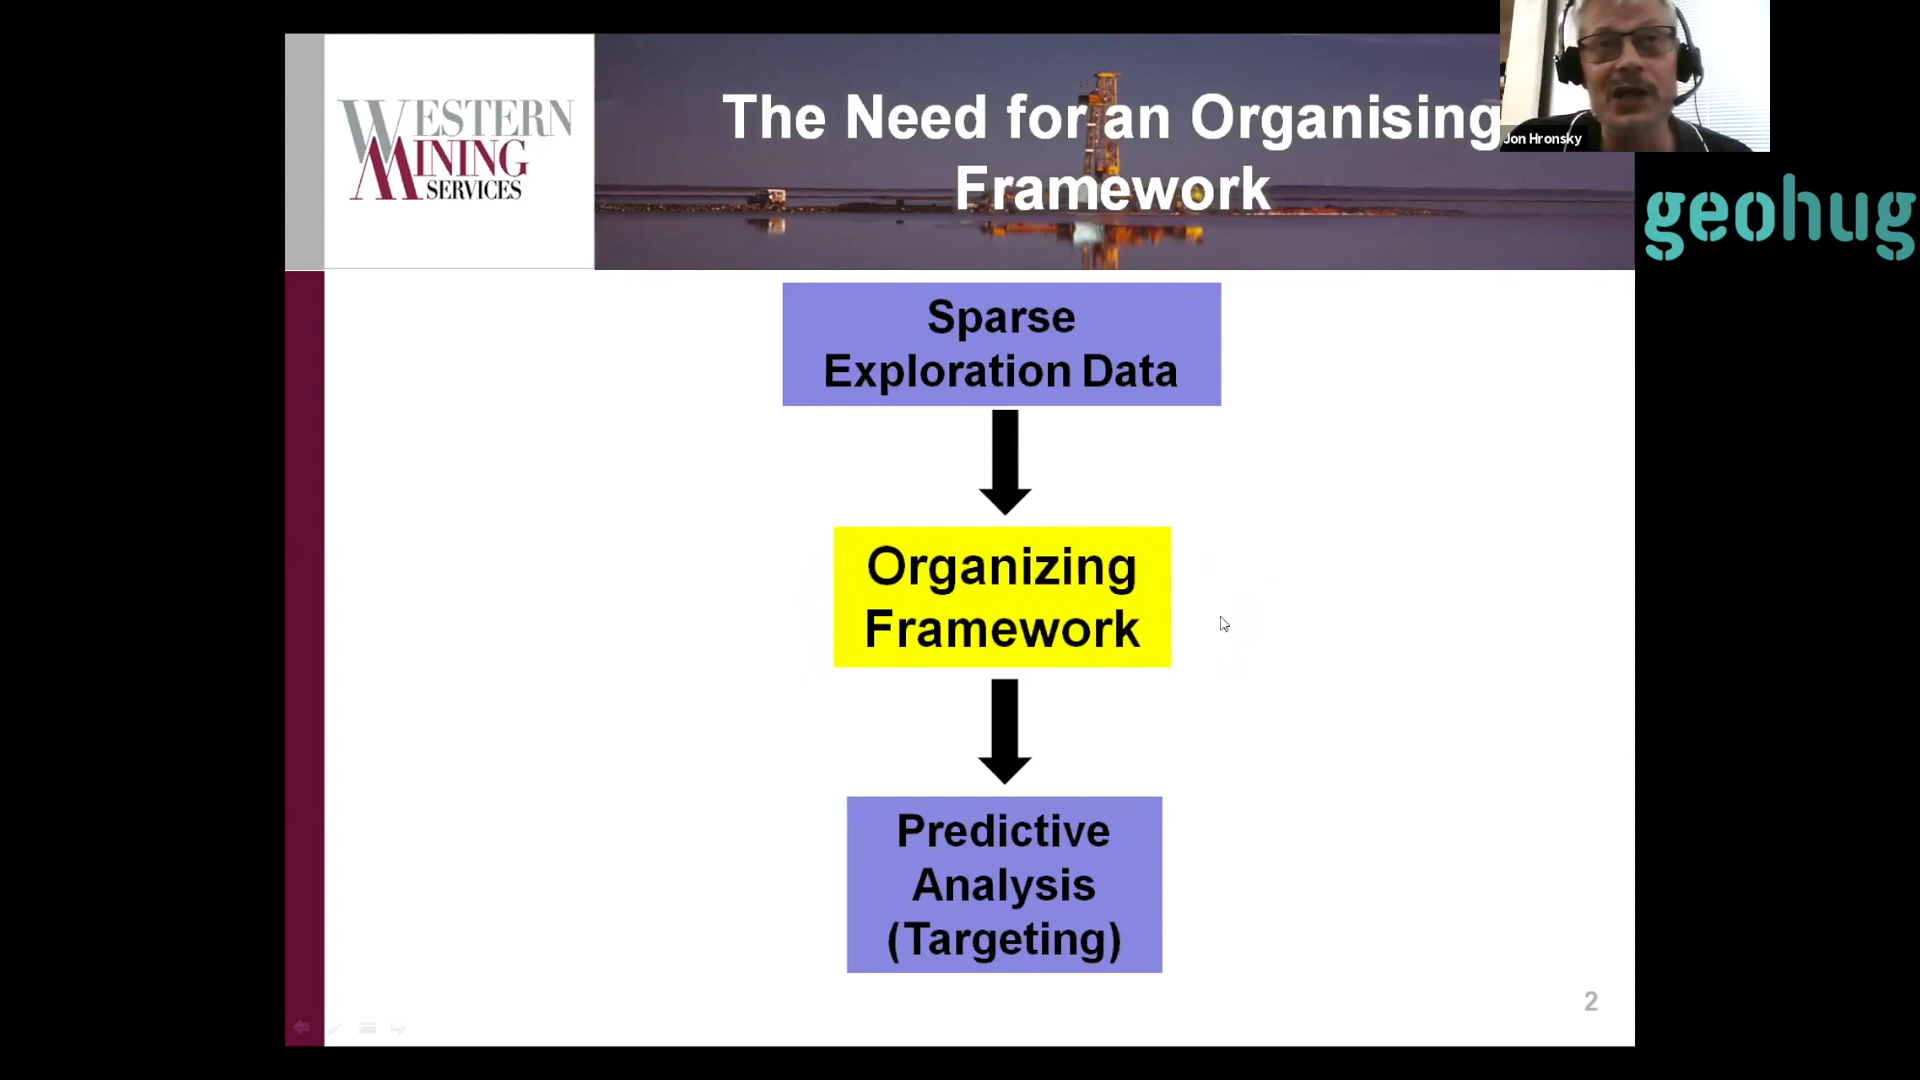 WESTERN
MINING
SERVICES
The Need for an Organising
Framework
Jon Hronsky
geohug
Sparse
Exploration Data
Organizing
Framework
Predictive
Analysis
(Targeting)
2